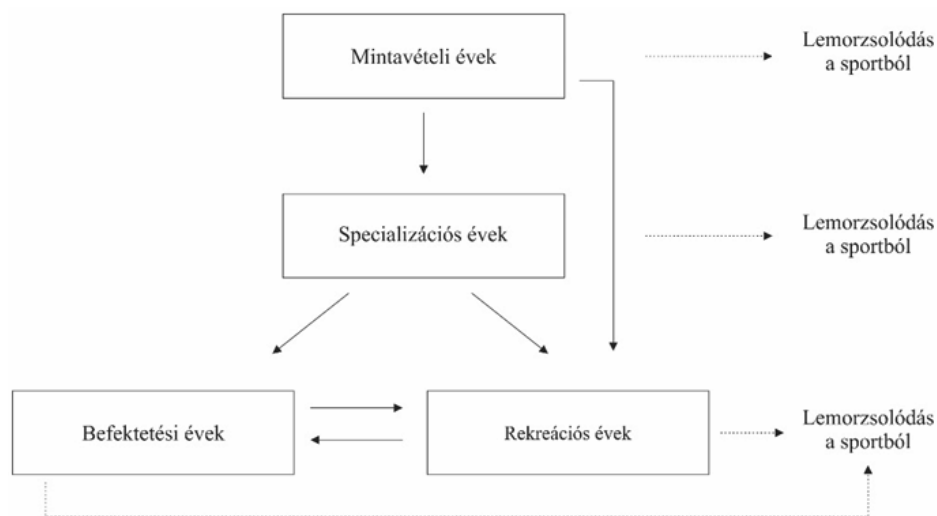 Mintavételi évek
Lemorzsolódás
a sportból
Specializációs évek
Lemorzsolódás
a sportból
Befektetési évek
Rekreációs évek
Lemorzsolódás
a sportból